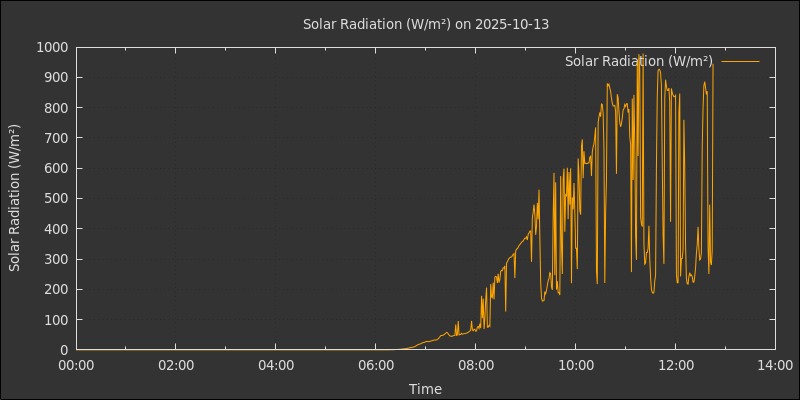 Solar Radiation (W/m²) on 2025-10-13
Solar Radiation (W/m²)
Solar Radiation (W/m²)
1000
900
800
700
600
500
400
300
200
100
0
00:00 02:00 04:00 06:00 08:00 10:00 12:00 14:00
Time